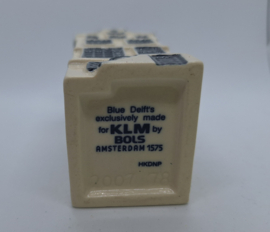 Blue Delft's
exclusively made
for KLM by
BOLS
AMSTERDAM 1575
HKDNP